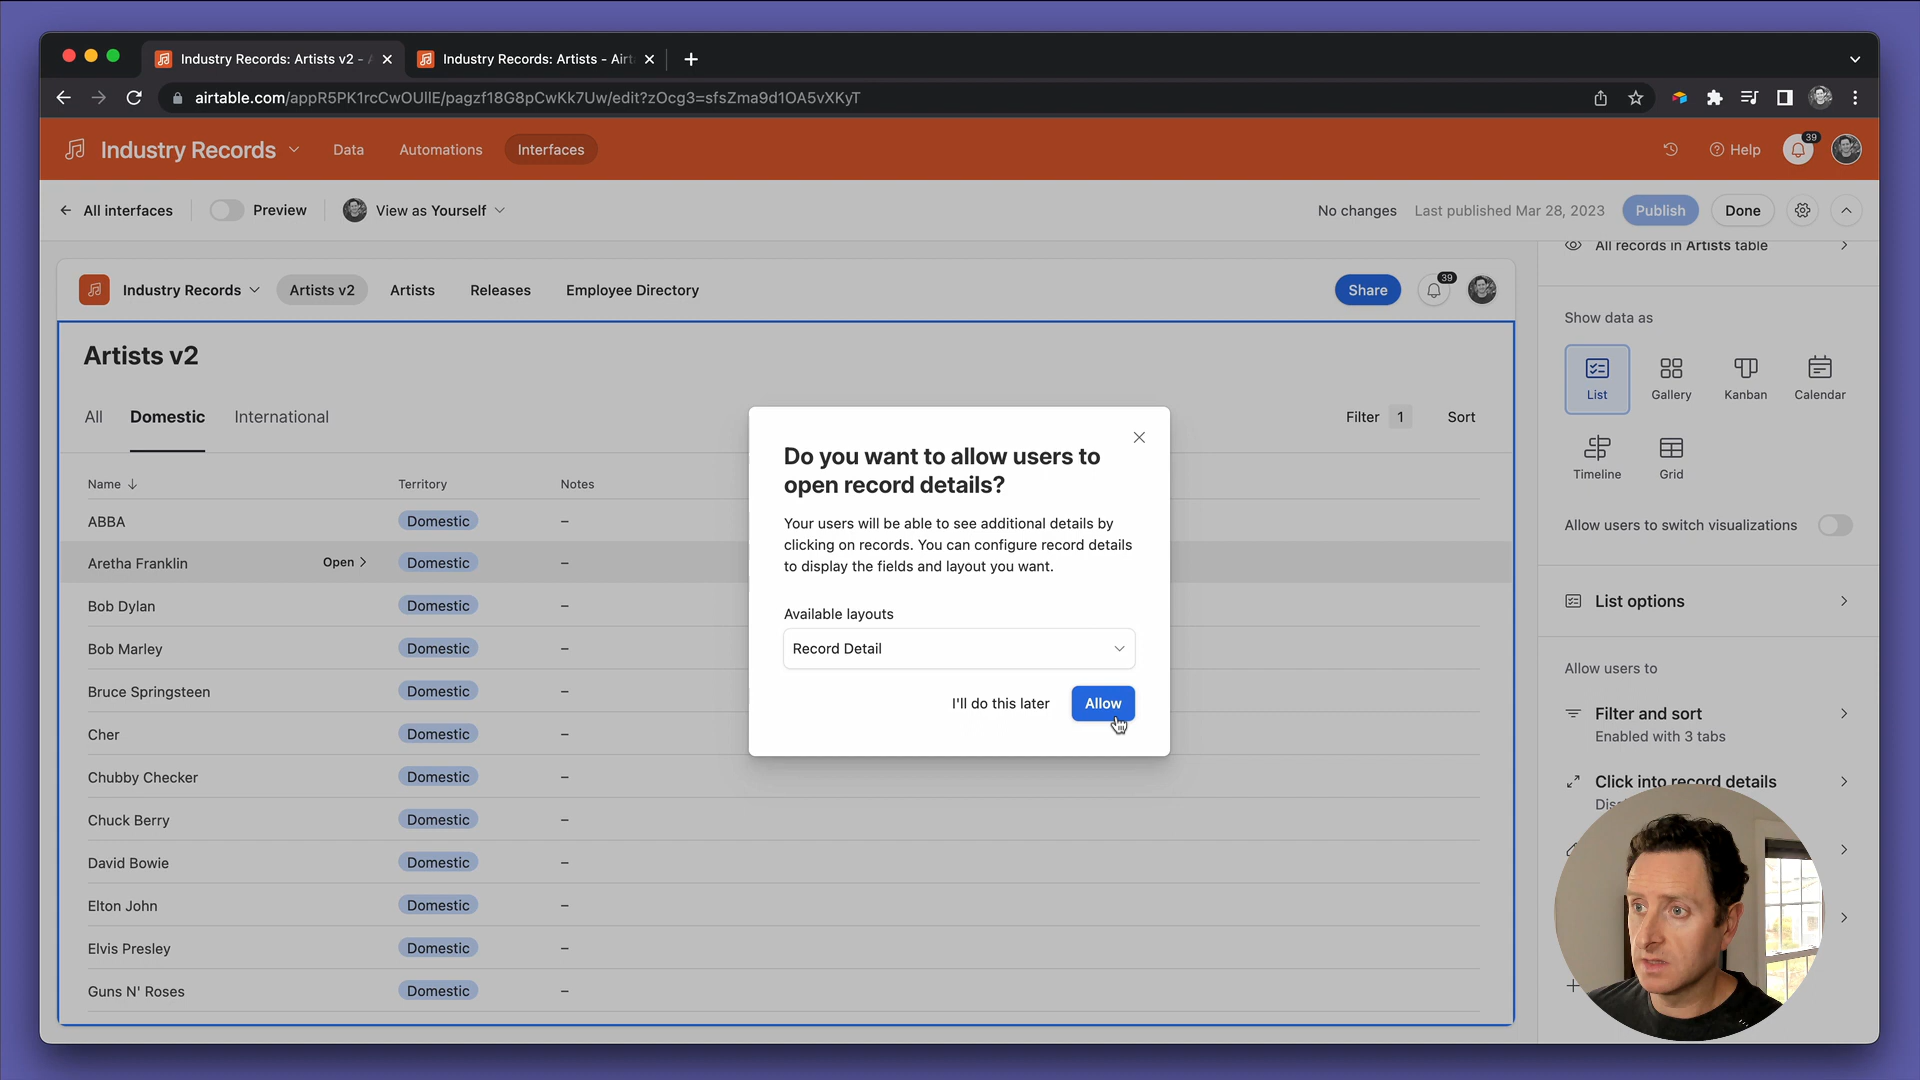 Industry Records: Artists v2 - A
Industry Records: Artists - Airt
airtable.com/appR5PK1rcCwOUIlE/pagzf18G8pCwKk7Uw/edit?zOcg3=sfsZma9d1OA5vXKyT
Industry Records
Data
Automations
Interfaces
Help
39
All interfaces
Preview
View as Yourself
No changes
Last published Mar 28, 2023
Publish
Done
All records in Artists table
Industry Records
Artists v2
Artists
Releases
Employee Directory
Share
39
Show data as
List
Gallery
Kanban
Calendar
Timeline
Grid
Allow users to switch visualizations
List options
Allow users to
Filter and sort
Enabled with 3 tabs
Click into record details
Artists v2
All
Domestic
International
Filter 1
Sort
Name
Territory
Notes
ABBA Domestic –
Aretha Franklin Open Domestic –
Bob Dylan Domestic –
Bob Marley Domestic –
Bruce Springsteen Domestic –
Cher Domestic –
Chubby Checker Domestic –
Chuck Berry Domestic –
David Bowie Domestic –
Elton John Domestic –
Elvis Presley Domestic –
Guns N' Roses Domestic –
Do you want to allow users to
open record details?
Your users will be able to see additional details by
clicking on records. You can configure record details
to display the fields and layout you want.
Available layouts
Record Detail
I'll do this later
Allow